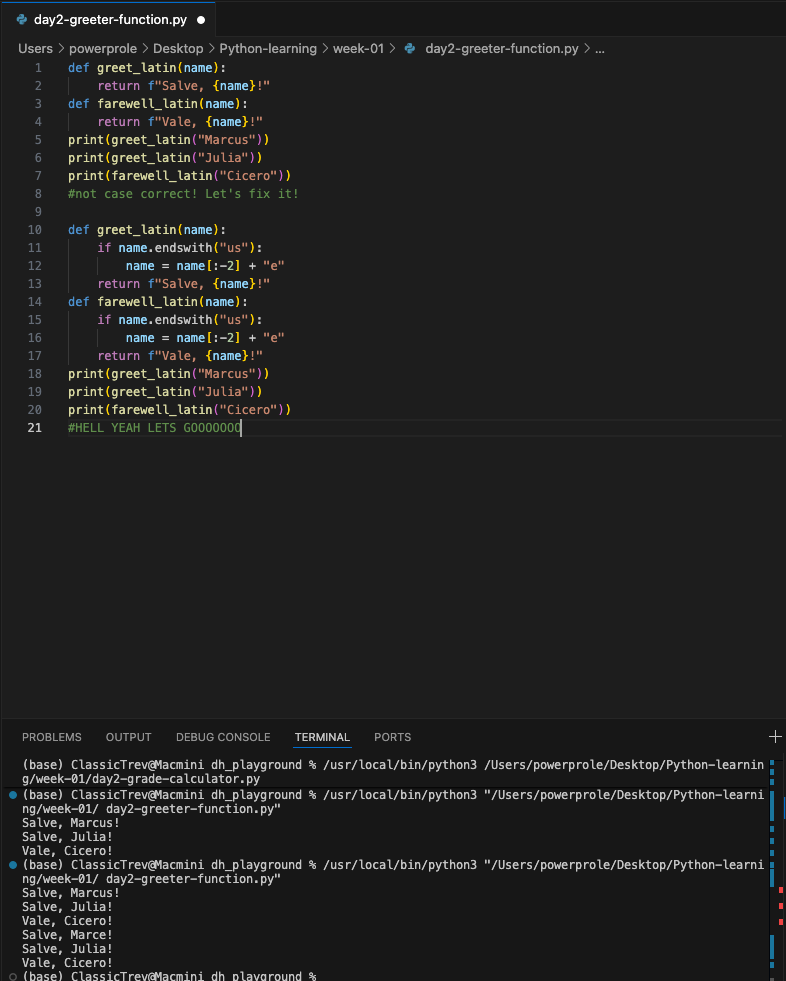 day2-greeter-function.py
Users > powerprole > Desktop > Python-learning > week-01 > day2-greeter-function.py > ...
1 def greet_latin(name):
2     return f"Salve, {name}!"
3 def farewell_latin(name):
4     return f"Vale, {name}!"
5 print(greet_latin("Marcus"))
6 print(greet_latin("Julia"))
7 print(farewell_latin("Cicero"))
8 #not case correct! Let's fix it!
9
10 def greet_latin(name):
11     if name.endswith("us"):
12         name = name[:-2] + "e"
13     return f"Salve, {name}!"
14 def farewell_latin(name):
15     if name.endswith("us"):
16         name = name[:-2] + "e"
17     return f"Vale, {name}!"
18 print(greet_latin("Marcus"))
19 print(greet_latin("Julia"))
20 print(farewell_latin("Cicero"))
21 #HELL YEAH LETS GOOOOOOO
PROBLEMS OUTPUT DEBUG CONSOLE TERMINAL PORTS
(base) ClassicTrev@Macmini dh_playground % /usr/local/bin/python3 /Users/powerprole/Desktop/Python-learnin
g/week-01/day2-grade-calculator.py
(base) ClassicTrev@Macmini dh_playground % /usr/local/bin/python3 "/Users/powerprole/Desktop/Python-learni
ng/week-01/ day2-greeter-function.py"
Salve, Marcus!
Salve, Julia!
Vale, Cicero!
(base) ClassicTrev@Macmini dh_playground % /usr/local/bin/python3 "/Users/powerprole/Desktop/Python-learni
ng/week-01/ day2-greeter-function.py"
Salve, Marcus!
Salve, Julia!
Vale, Cicero!
Salve, Marce!
Salve, Julia!
Vale, Cicero!
(base) ClassicTrev@Macmini dh_playground %